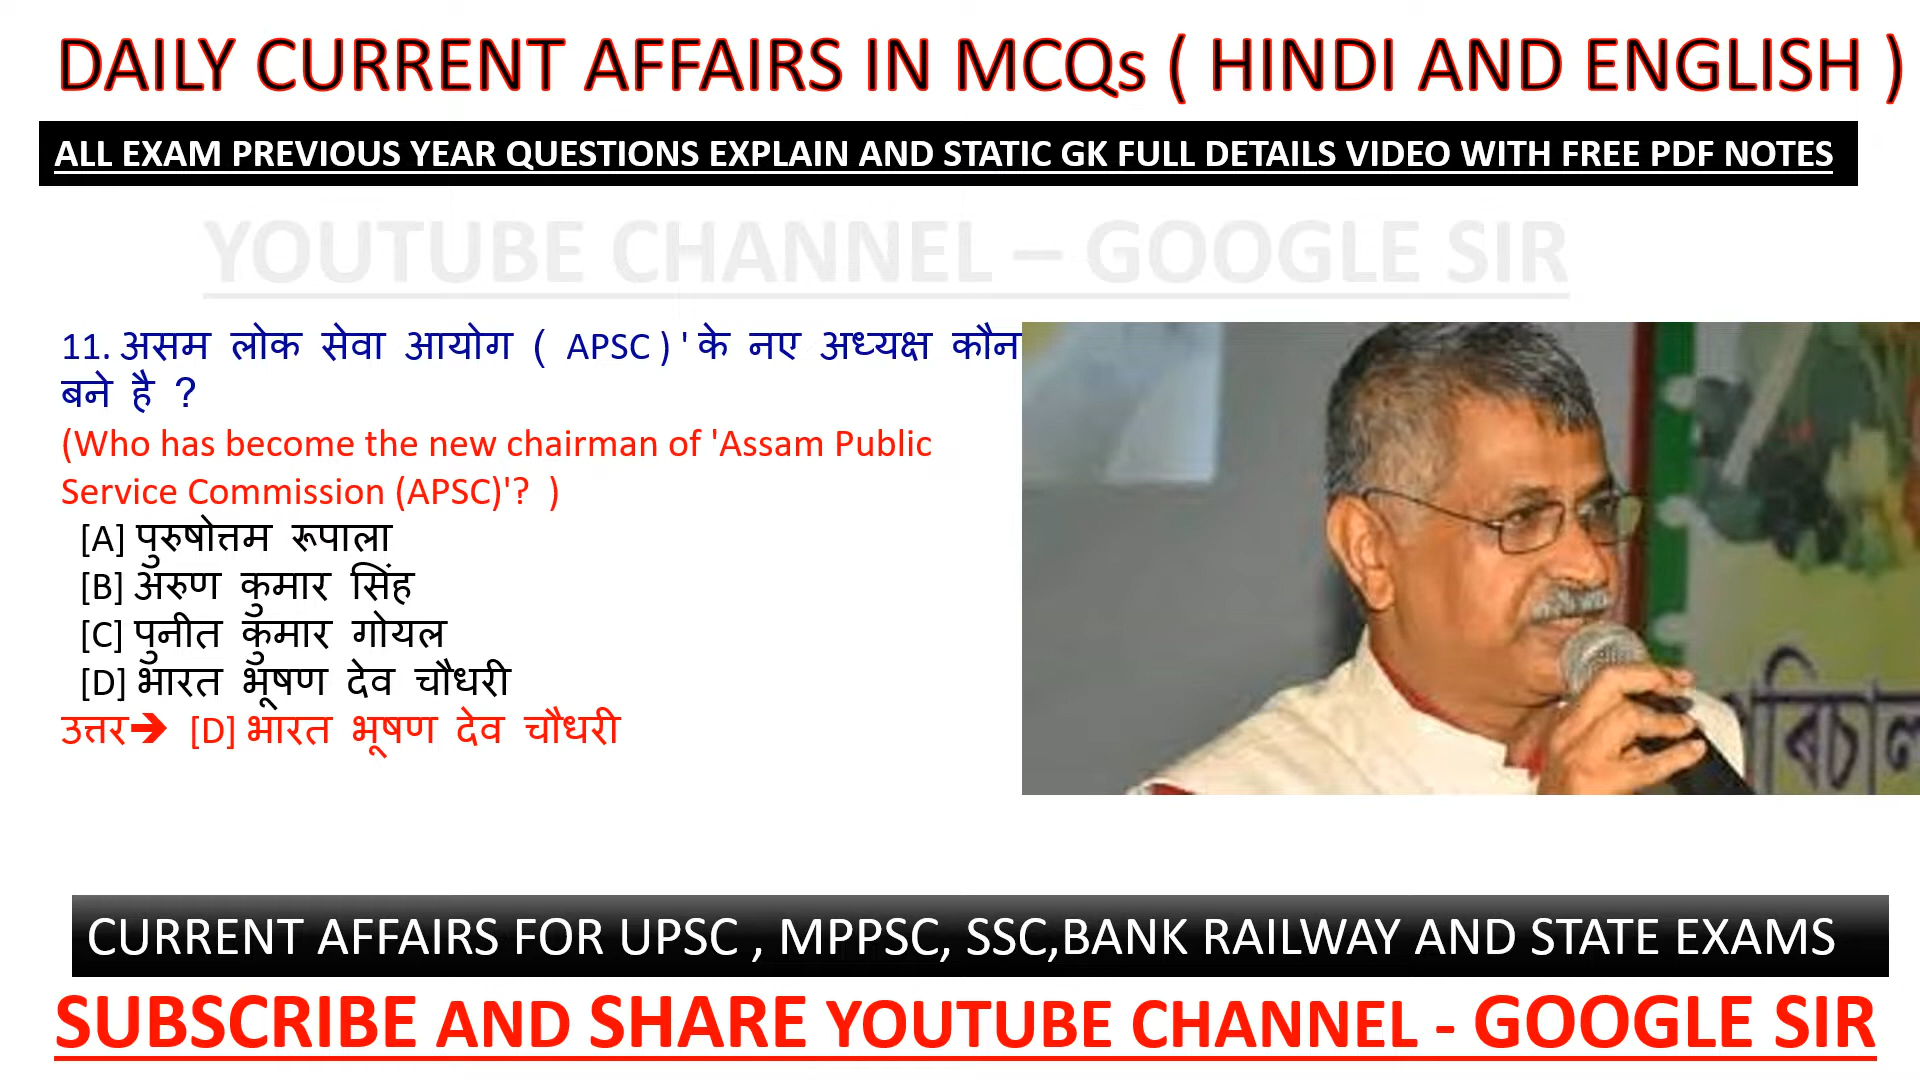 DAILY CURRENT AFFAIRS IN MCQs ( HINDI AND ENGLISH )
ALL EXAM PREVIOUS YEAR QUESTIONS EXPLAIN AND STATIC GK FULL DETAILS VIDEO WITH FREE PDF NOTES
YOUTUBE CHANNEL – GOOGLE SIR
11. असम लोक सेवा आयोग ( APSC ) ' के नए अध्यक्ष कौन
बने है ?
(Who has become the new chairman of 'Assam Public
Service Commission (APSC)'? )
[A] पुरुषोत्तम रूपाला
[B] अरुण कुमार सिंह
[C] पुनीत कुमार गोयल
[D] भारत भूषण देव चौधरी
उत्तर➔ [D] भारत भूषण देव चौधरी
CURRENT AFFAIRS FOR UPSC , MPPSC, SSC,BANK RAILWAY AND STATE EXAMS
SUBSCRIBE AND SHARE YOUTUBE CHANNEL - GOOGLE SIR